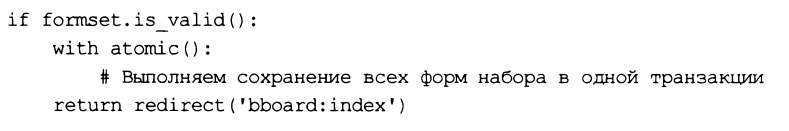 if formset.is_valid():
with atomic():
# Выполняем сохранение всех форм набора в одной транзакции
return redirect('bboard:index')